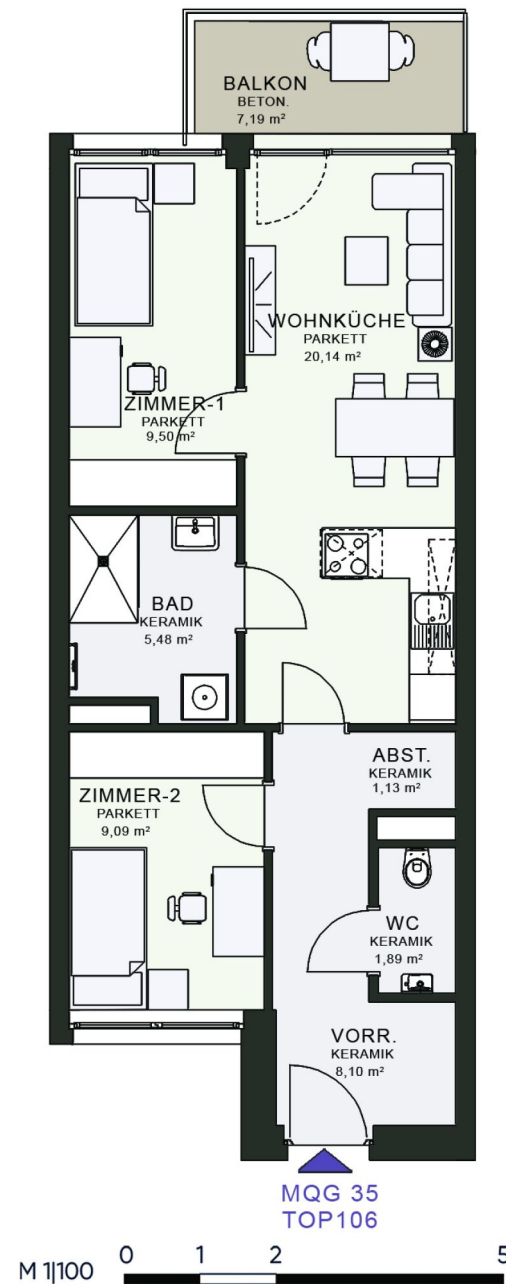 BALKON
BETON.
7,19 m²
WOHNKÜCHE
PARKETT
20,14 m²
ZIMMER-1
PARKETT
9,50 m²
BAD
KERAMIK
5,48 m²
ABST.
KERAMIK
1,13 m²
ZIMMER-2
PARKETT
9,09 m²
WC
KERAMIK
1,89 m²
VORR.
KERAMIK
8,10 m²
MQG 35
TOP106
M 1|100
0 1 2 5